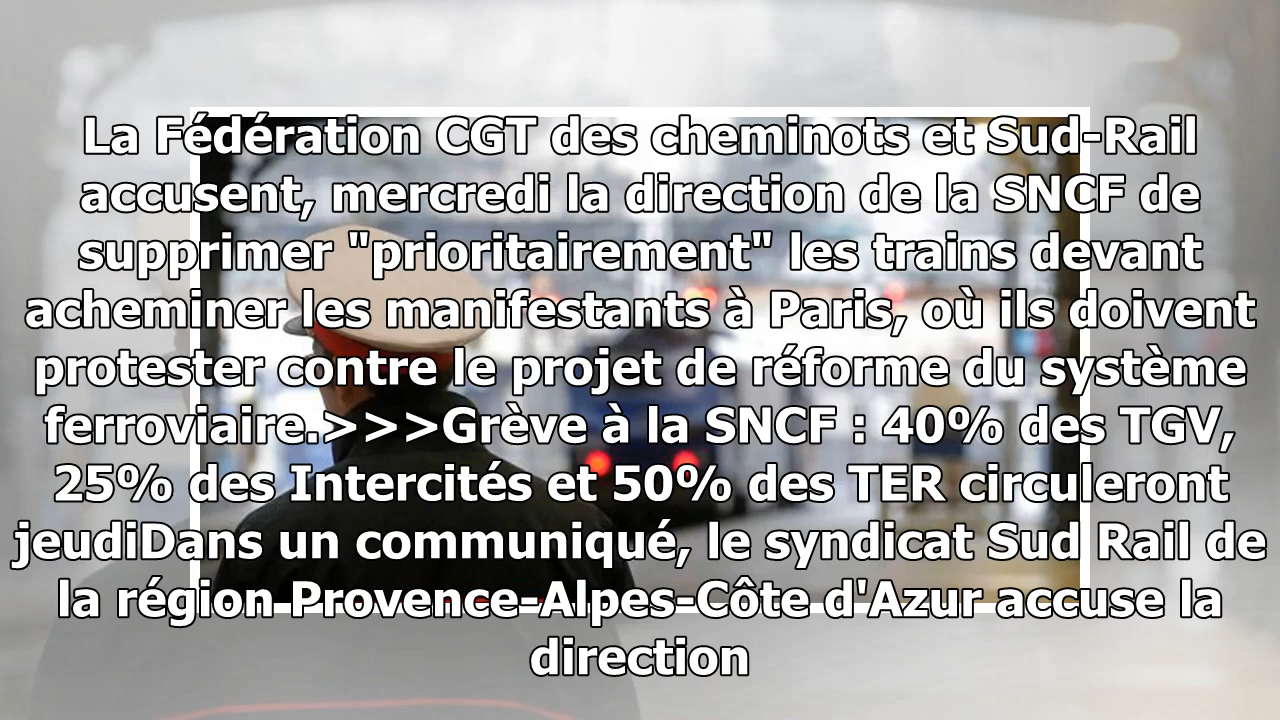 La Fédération CGT des cheminots et Sud-Rail
accusent, mercredi la direction de la SNCF de
supprimer "prioritairement" les trains devant
acheminer les manifestants à Paris, où ils doivent
protester contre le projet de réforme du système
ferroviaire.>>>Grève à la SNCF : 40% des TGV,
25% des Intercités et 50% des TER circuleront
jeudiDans un communiqué, le syndicat Sud Rail de
la région Provence-Alpes-Côte d'Azur accuse la
direction